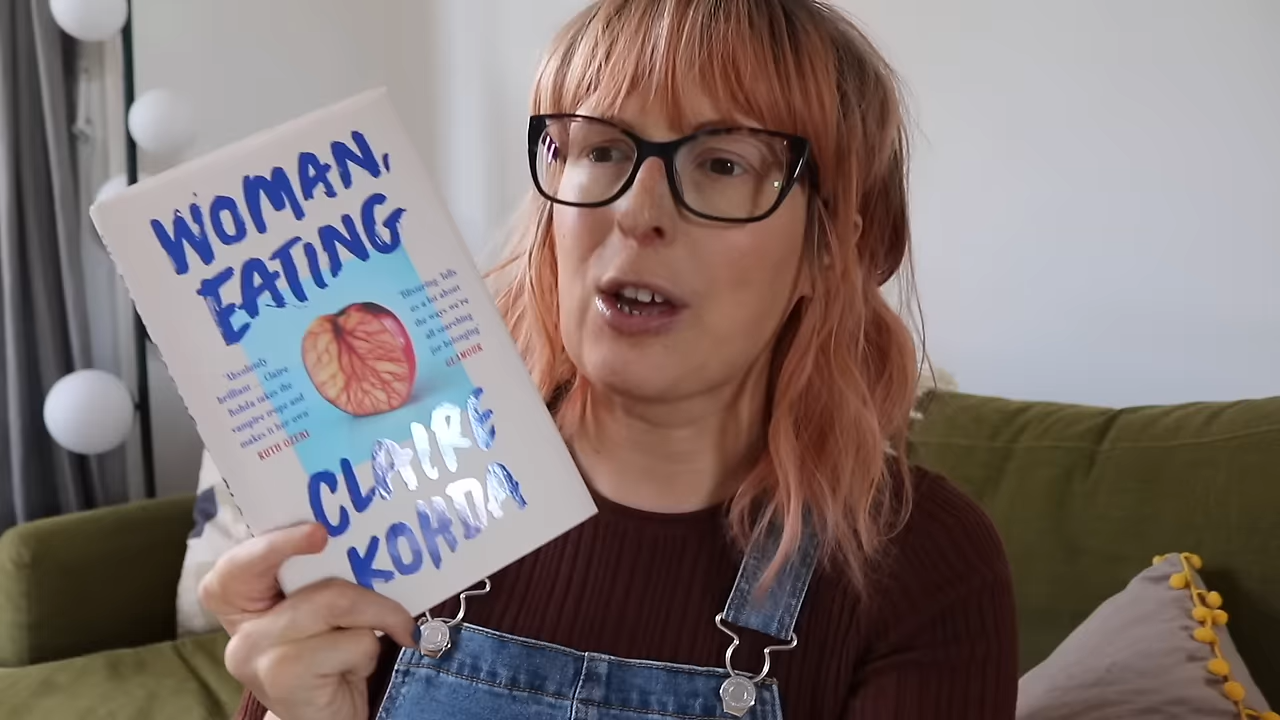 WOMAN,
EATING
'Absolutely
brilliant ... Claire
Kohda takes the
vampire trope and
makes it her own'
RUTH OZEKI
'Blistering. Tells
us a lot about
the ways we're
all searching
for belonging'
GLAMOUR
CLAIRE
KOHDA